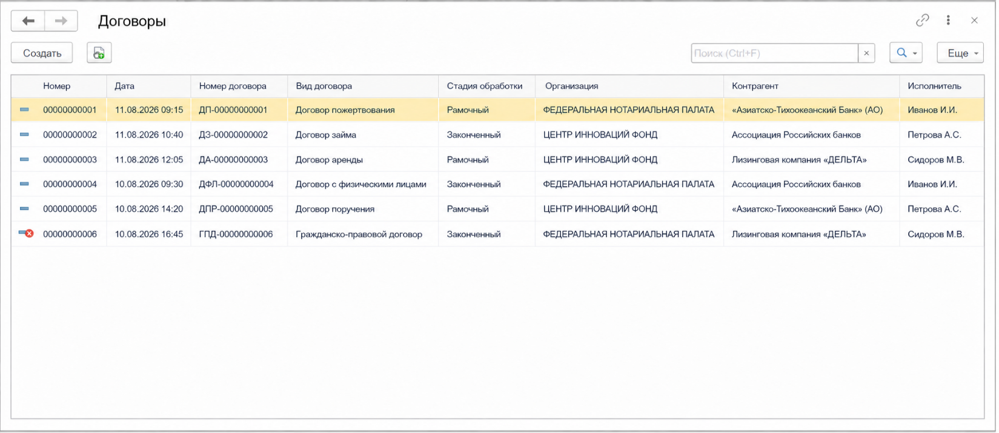 Договоры
Создать Поиск (Ctrl+F) × Еще
Номер Дата Номер договора Вид договора Стадия обработки Организация Контрагент Исполнитель
00000000001 11.08.2026 09:15 ДП-00000000001 Договор пожертвования Рамочный ФЕДЕРАЛЬНАЯ НОТАРИАЛЬНАЯ ПАЛАТА «Азиатско-Тихоокеанский Банк» (АО) Иванов И.И.
00000000002 11.08.2026 10:40 ДЗ-00000000002 Договор займа Законченный ЦЕНТР ИННОВАЦИЙ ФОНД Ассоциация Российских банков Петрова А.С.
00000000003 11.08.2026 12:05 ДА-00000000003 Договор аренды Рамочный ЦЕНТР ИННОВАЦИЙ ФОНД Лизинговая компания «ДЕЛЬТА» Сидоров М.В.
00000000004 10.08.2026 09:30 ДФЛ-00000000004 Договор с физическими лицами Законченный ФЕДЕРАЛЬНАЯ НОТАРИАЛЬНАЯ ПАЛАТА Ассоциация Российских банков Иванов И.И.
00000000005 10.08.2026 14:20 ДПР-00000000005 Договор поручения Рамочный ЦЕНТР ИННОВАЦИЙ ФОНД «Азиатско-Тихоокеанский Банк» (АО) Петрова А.С.
00000000006 10.08.2026 16:45 ГПД-00000000006 Гражданско-правовой договор Законченный ФЕДЕРАЛЬНАЯ НОТАРИАЛЬНАЯ ПАЛАТА Лизинговая компания «ДЕЛЬТА» Сидоров М.В.